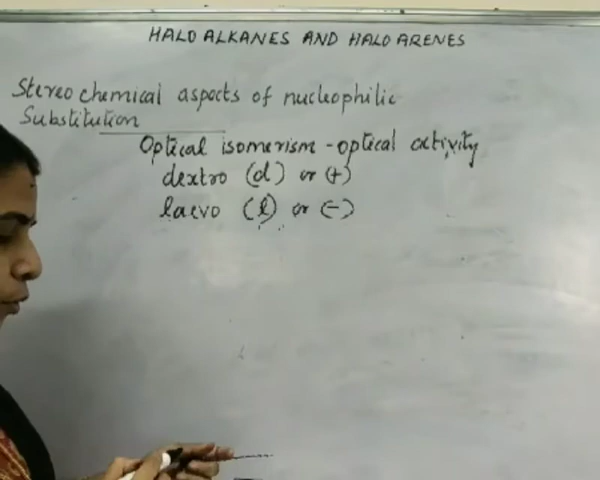 HALO ALKANES AND HALO ARENES
Stereo chemical aspects of nucleophilic
Substitution
Optical isomerism - optical activity
dextro (d) or (+)
laevo (l) or (-)